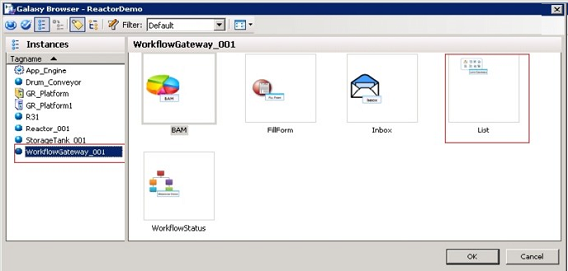 Galaxy Browser - ReactorDemo
Filter: Default
Instances
WorkflowGateway_001
Tagname
App_Engine
Drum_Conveyor
GR_Platform
GR_Platform1
R31
Reactor_001
StorageTank_001
WorkflowGateway_001
BAM
BAM
FillForm
Inbox
List
WorkflowStatus
OK
Cancel